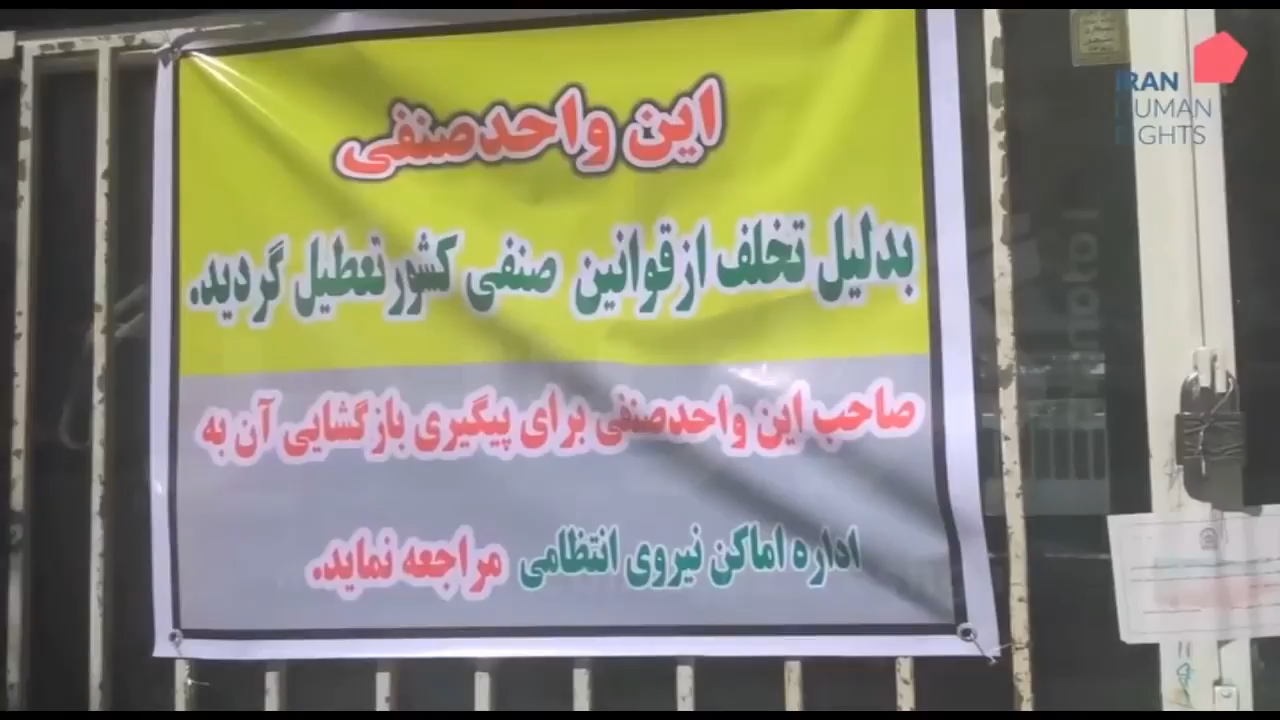 این واحد صنفی
بدلیل تخلف از قوانین صنفی کشور تعطیل گردید.
صاحب این واحد صنفی برای پیگیری بازگشایی آن به
اداره اماکن نیروی انتظامی مراجعه نماید.
IRAN
HUMAN
RIGHTS